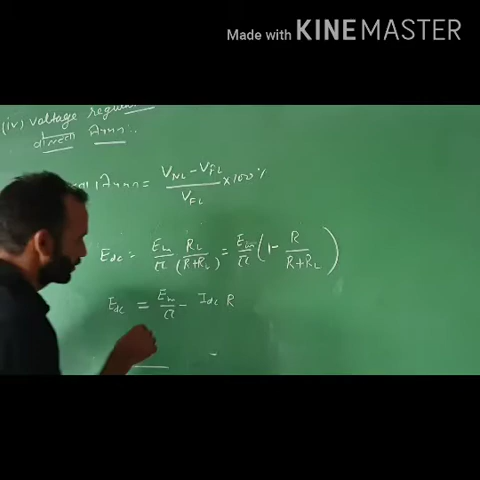 Made with KINEMASTER
(iv) Voltage
= (V_NL - V_FL) / V_FL × 100%
E_dc = E_m/π R_L/(R+R_L) = E_m/π (1 - R/(R+R_L))
E_dc = E_m/π - I_dc R